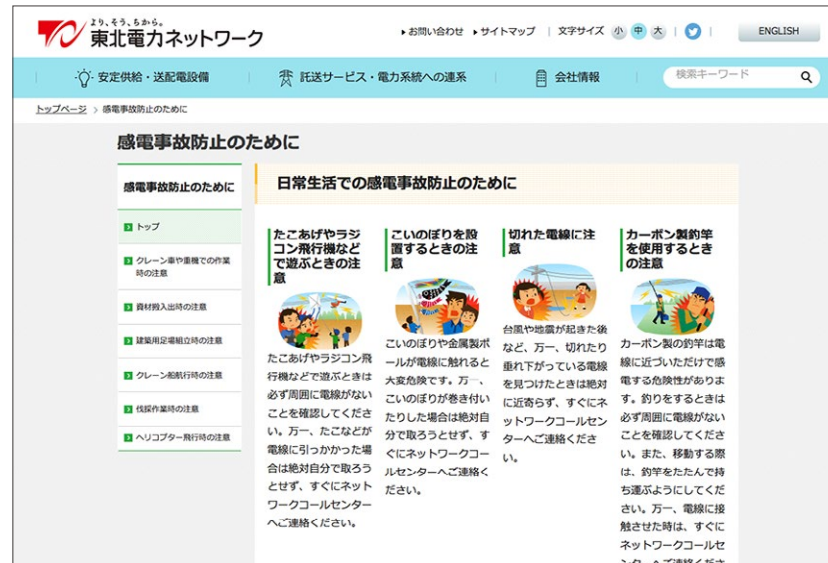 より、そう、ちから。
東北電力ネットワーク
お問い合わせ サイトマップ | 文字サイズ 小 中 大 | ENGLISH
安定供給・送配電設備
託送サービス・電力系統への連系
会社情報
検索キーワード
トップページ > 感電事故防止のために
感電事故防止のために
感電事故防止のために
トップ
クレーン車や重機での作業
時の注意
資材搬入出時の注意
建築用足場組立時の注意
クレーン船航行時の注意
伐採作業時の注意
ヘリコプター飛行時の注意
日常生活での感電事故防止のために
たこあげやラジ
コン飛行機など
で遊ぶときの注
意
たこあげやラジコン飛
行機などで遊ぶときは
必ず周囲に電線がない
ことを確認してくださ
い。万一、たこなどが
電線に引っかかった場
合は絶対自分で取ろう
とせず、すぐにネット
ワークコールセンター
へご連絡ください。
こいのぼりを設
置するときの注
意
こいのぼりや金属製ポ
ールが電線に触れると
大変危険です。万一、
こいのぼりが巻き付い
たりした場合は絶対自
分で取ろうとせず、す
ぐにネットワークコー
ルセンターへご連絡く
ださい。
切れた電線に注
意
台風や地震が起きた後
など、万一、切れたり
垂れ下がっている電線
を見つけたときは絶対
に近寄らず、すぐにネ
ットワークコールセン
ターへご連絡くださ
い。
カーボン製釣竿
を使用するとき
の注意
カーボン製の釣竿は電
線に近づいただけで感
電する危険性がありま
す。釣りをするときは
必ず周囲に電線がない
ことを確認してくださ
い。また、移動する際
は、釣竿をたたんで持
ち運ぶようにしてくだ
さい。万一、電線に接
触させた時は、すぐに
ネットワークコールセ
ンターへご連絡くださ